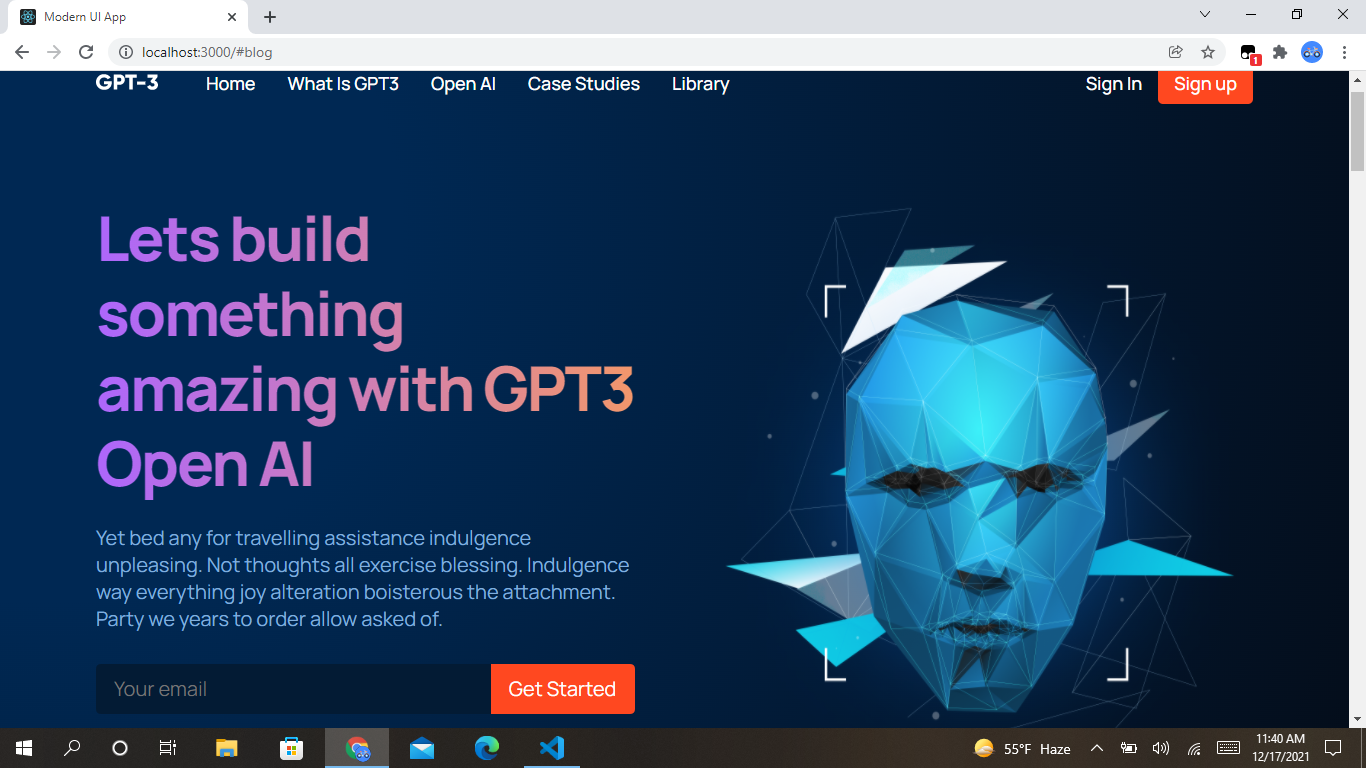 Modern UI App
localhost:3000/#blog
1
GPT-3 Home What Is GPT3 Open AI Case Studies Library Sign In Sign up
Lets build
something
amazing with GPT3
Open AI
Yet bed any for travelling assistance indulgence
unpleasing. Not thoughts all exercise blessing. Indulgence
way everything joy alteration boisterous the attachment.
Party we years to order allow asked of.
Your email Get Started
55°F Haze
11:40 AM
12/17/2021